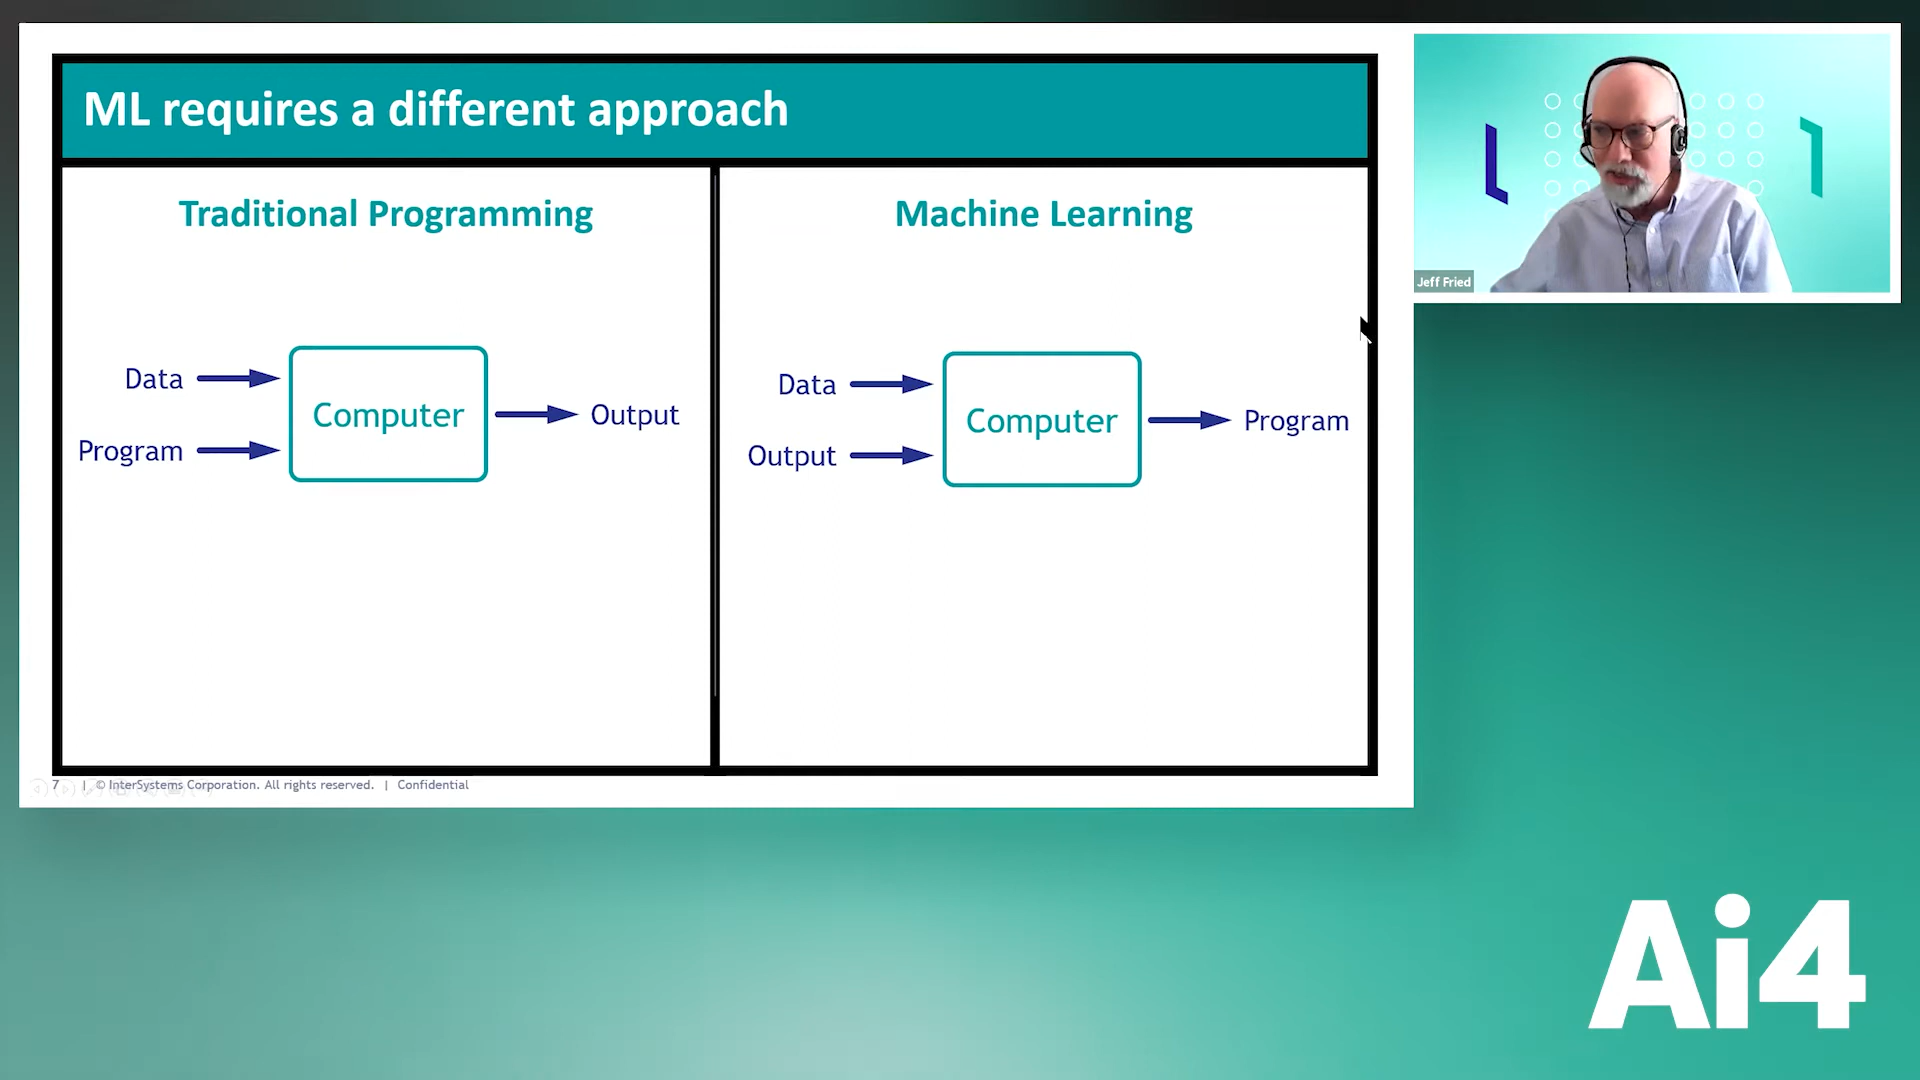 ML requires a different approach
Traditional Programming
Data
Program
Computer
Output
Machine Learning
Data
Output
Computer
Program
7 | © InterSystems Corporation. All rights reserved. | Confidential
Jeff Fried
Ai4